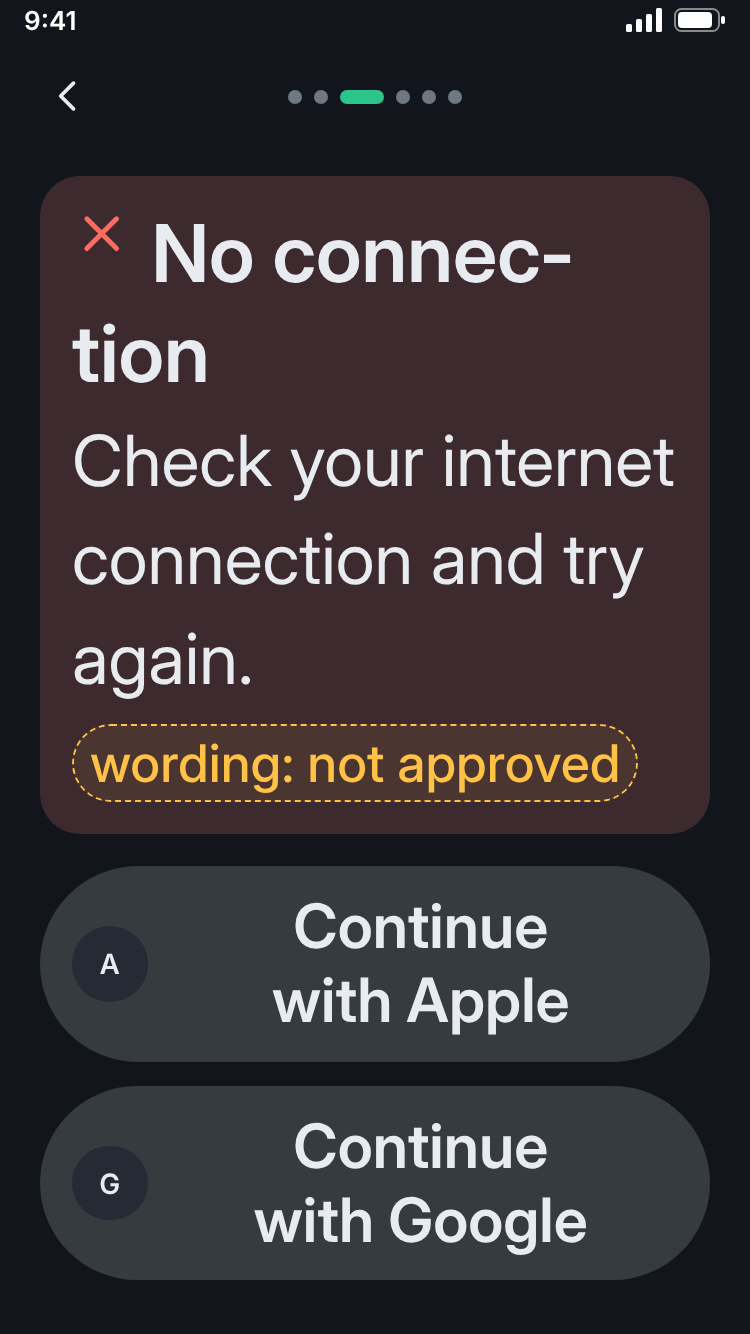 9:41
No connec-
tion
Check your internet
connection and try
again.
wording: not approved
A
Continue
with Apple
G
Continue
with Google